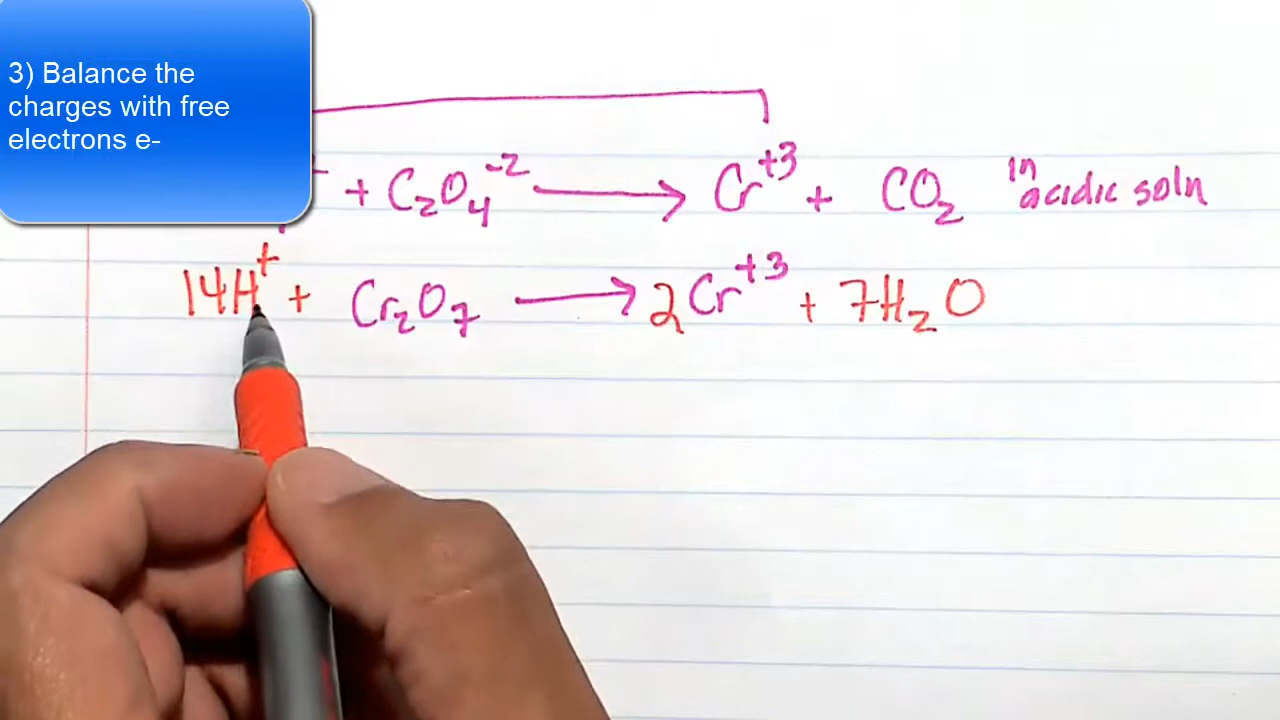 3) Balance the
charges with free
electrons e-
+ C₂O₄⁻² ⟶ Cr⁺³ + CO₂ in acidic soln
14H⁺ + Cr₂O₇ ⟶ 2Cr⁺³ + 7H₂O